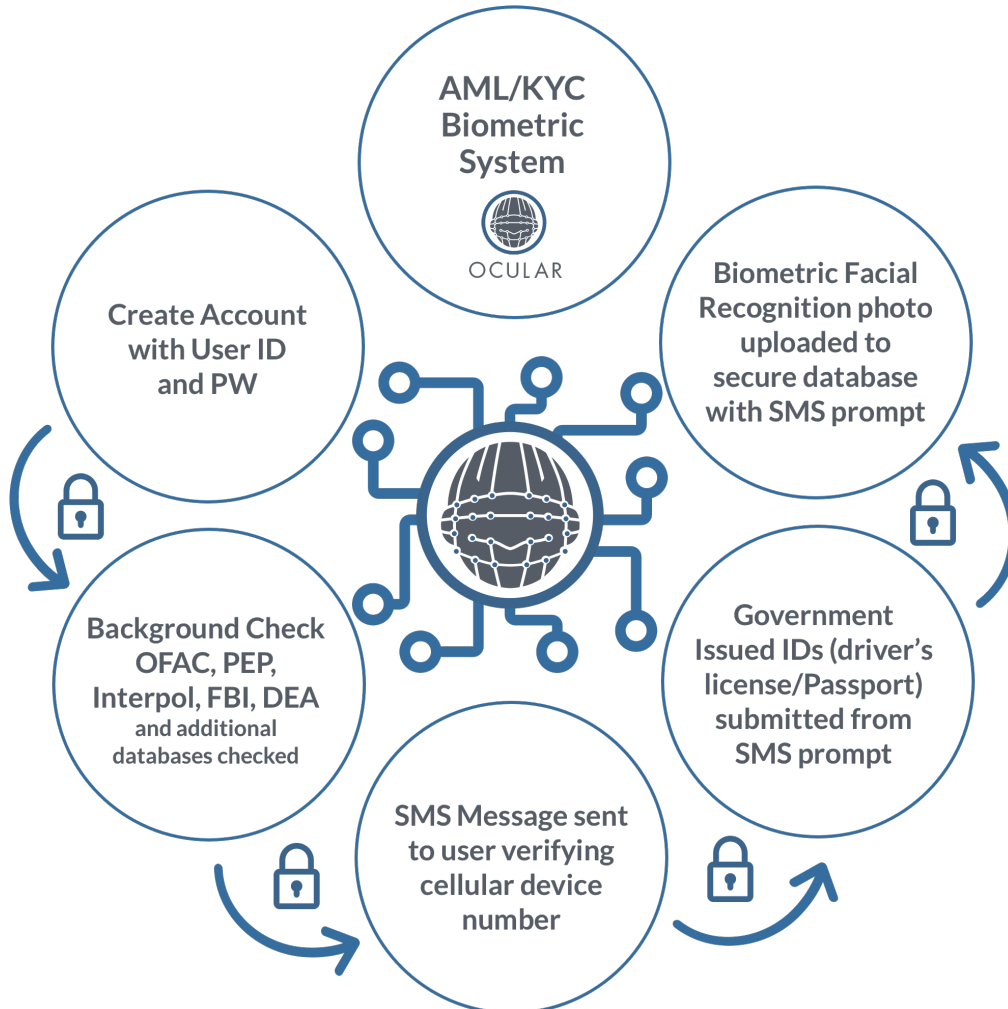 AML/KYC
Biometric
System
OCULAR
Create Account
with User ID
and PW
Background Check
OFAC, PEP,
Interpol, FBI, DEA
and additional
databases checked
SMS Message sent
to user verifying
cellular device
number
Government
Issued IDs (driver’s
license/Passport)
submitted from
SMS prompt
Biometric Facial
Recognition photo
uploaded to
secure database
with SMS prompt